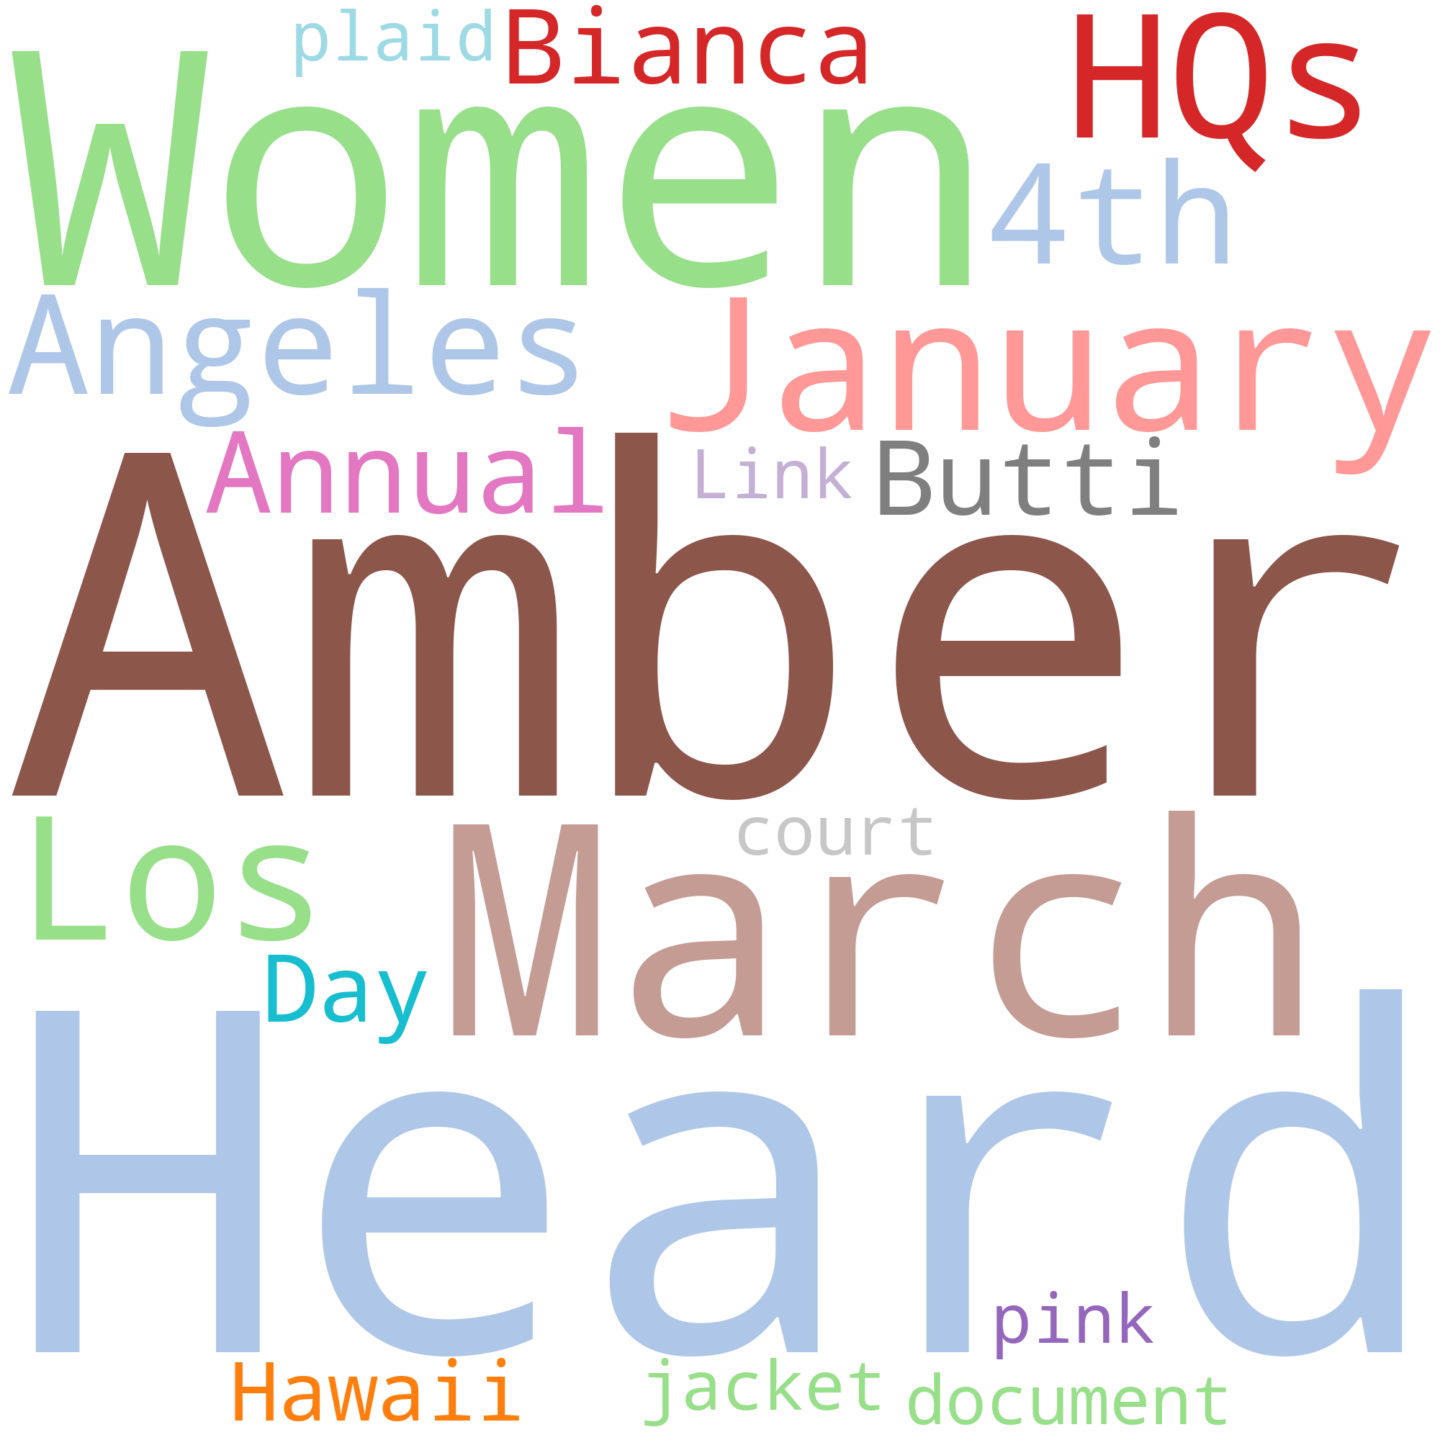 plaid Bianca HQs
Women 4th
Angeles January
Annual Link Butti
Amber
Los March court
Day
Heard
pink
Hawaii jacket document